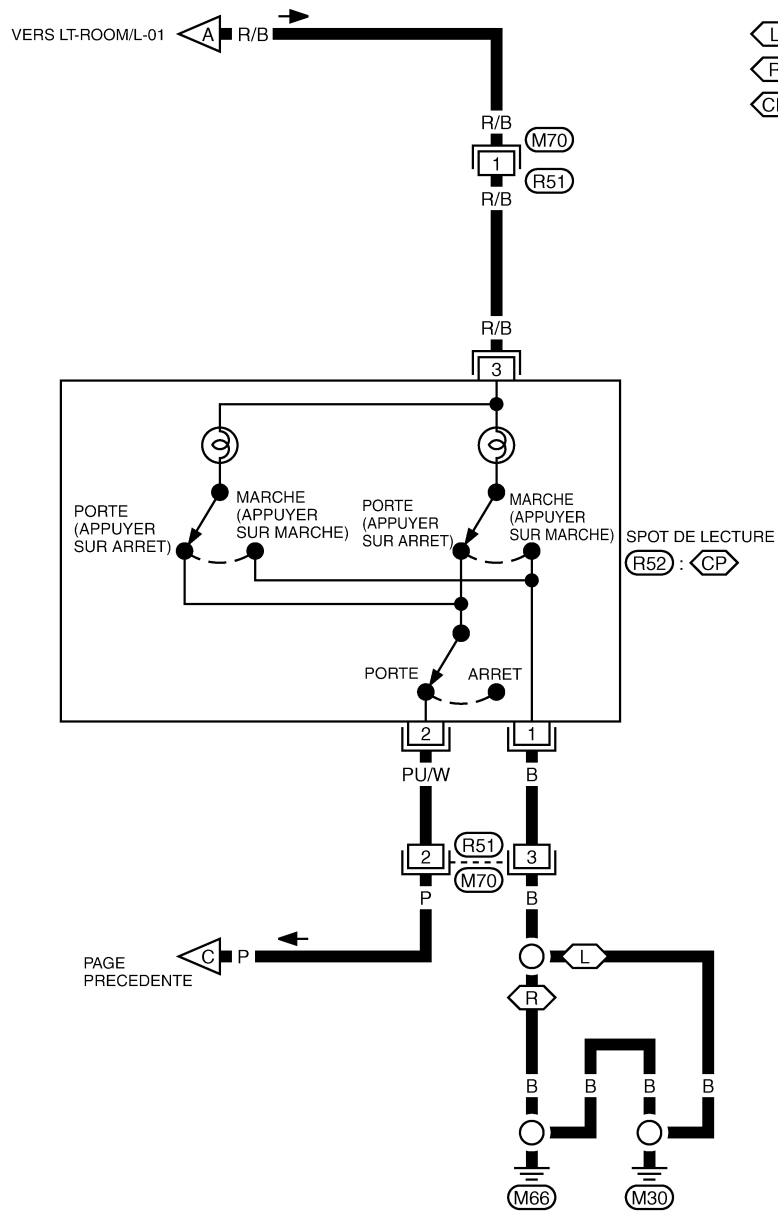 VERS LT-ROOM/L-01
A
R/B
L
R/B
M70
1
R51
R/B
R/B
3
PORTE
(APPUYER
SUR ARRET)
MARCHE
(APPUYER
SUR MARCHE)
PORTE
(APPUYER
SUR ARRET)
MARCHE
(APPUYER
SUR MARCHE)
SPOT DE LECTURE
R52 : CP
PORTE
ARRET
2
1
PU/W
B
R51
2
3
M70
P
B
PAGE
PRECEDENTE
C
P
L
R
B
B
B
B
M66
M30